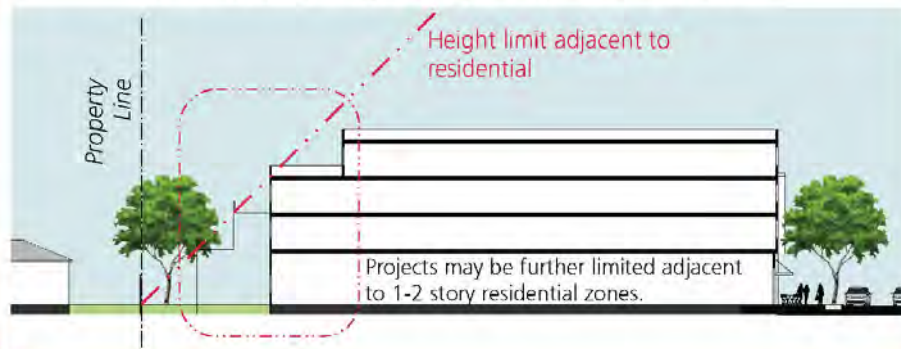 Height limit adjacent to
residential
Property
Line
Projects may be further limited adjacent
to 1-2 story residential zones.